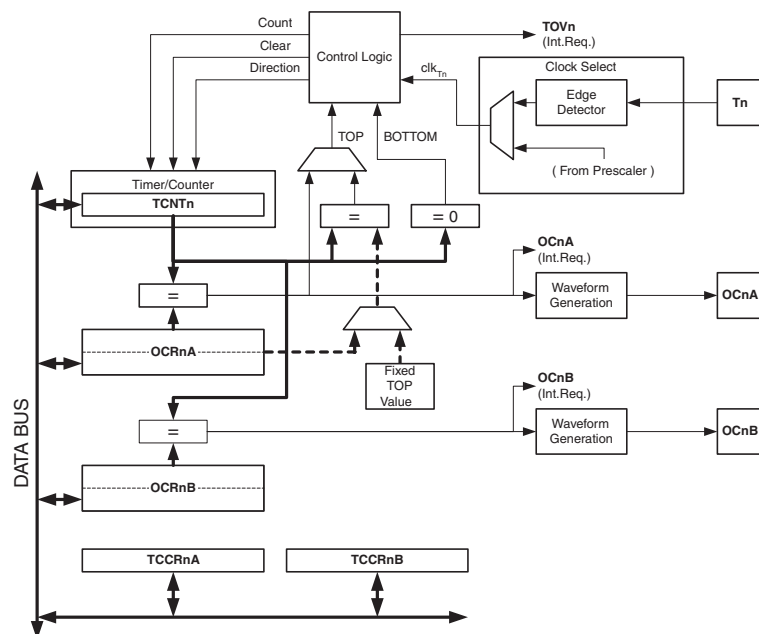 Count
Clear
Direction
Control Logic
TOVn
(Int.Req.)
clkTn
Clock Select
Edge
Detector
Tn
( From Prescaler )
TOP
BOTTOM
Timer/Counter
TCNTn
=
= 0
OCnA
(Int.Req.)
=
Waveform
Generation
OCnA
OCRnA
Fixed
TOP
Value
OCnB
(Int.Req.)
=
Waveform
Generation
OCnB
OCRnB
DATA BUS
TCCRnA
TCCRnB